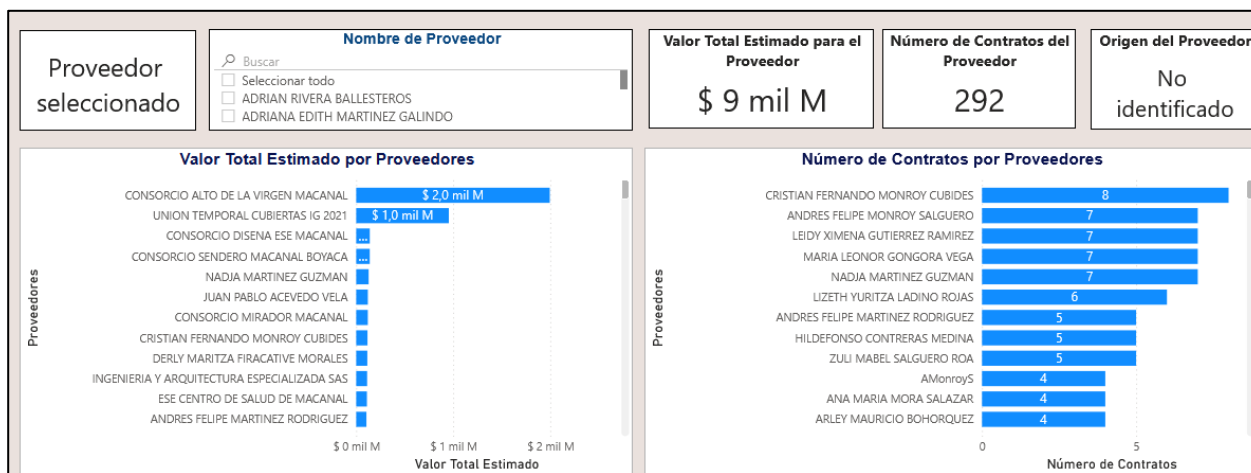 Proveedor
seleccionado
Nombre de Proveedor
Buscar
Seleccionar todo
ADRIAN RIVERA BALLESTEROS
ADRIANA EDITH MARTINEZ GALINDO
Valor Total Estimado para el
Proveedor
$ 9 mil M
Número de Contratos del
Proveedor
292
Origen del Proveedor
No
identificado
Valor Total Estimado por Proveedores
Proveedores
CONSORCIO ALTO DE LA VIRGEN MACANAL $ 2,0 mil M
UNION TEMPORAL CUBIERTAS IG 2021 $ 1,0 mil M
CONSORCIO DISENA ESE MACANAL ...
CONSORCIO SENDERO MACANAL BOYACA ...
NADJA MARTINEZ GUZMAN
JUAN PABLO ACEVEDO VELA
CONSORCIO MIRADOR MACANAL
CRISTIAN FERNANDO MONROY CUBIDES
DERLY MARITZA FIRACATIVE MORALES
INGENIERIA Y ARQUITECTURA ESPECIALIZADA SAS
ESE CENTRO DE SALUD DE MACANAL
ANDRES FELIPE MARTINEZ RODRIGUEZ
$ 0 mil M $ 1 mil M $ 2 mil M
Valor Total Estimado
Número de Contratos por Proveedores
Proveedores
CRISTIAN FERNANDO MONROY CUBIDES 8
ANDRES FELIPE MONROY SALGUERO 7
LEIDY XIMENA GUTIERREZ RAMIREZ 7
MARIA LEONOR GONGORA VEGA 7
NADJA MARTINEZ GUZMAN 7
LIZETH YURITZA LADINO ROJAS 6
ANDRES FELIPE MARTINEZ RODRIGUEZ 5
HILDEFONSO CONTRERAS MEDINA 5
ZULI MABEL SALGUERO ROA 5
AMonroyS 4
ANA MARIA MORA SALAZAR 4
ARLEY MAURICIO BOHORQUEZ 4
0 5
Número de Contratos